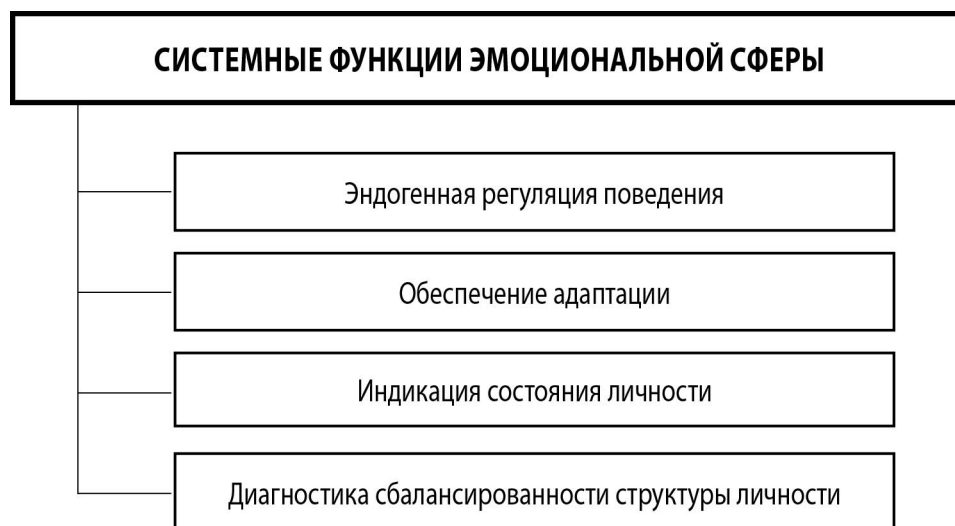 СИСТЕМНЫЕ ФУНКЦИИ ЭМОЦИОНАЛЬНОЙ СФЕРЫ
Эндогенная регуляция поведения
Обеспечение адаптации
Индикация состояния личности
Диагностика сбалансированности структуры личности